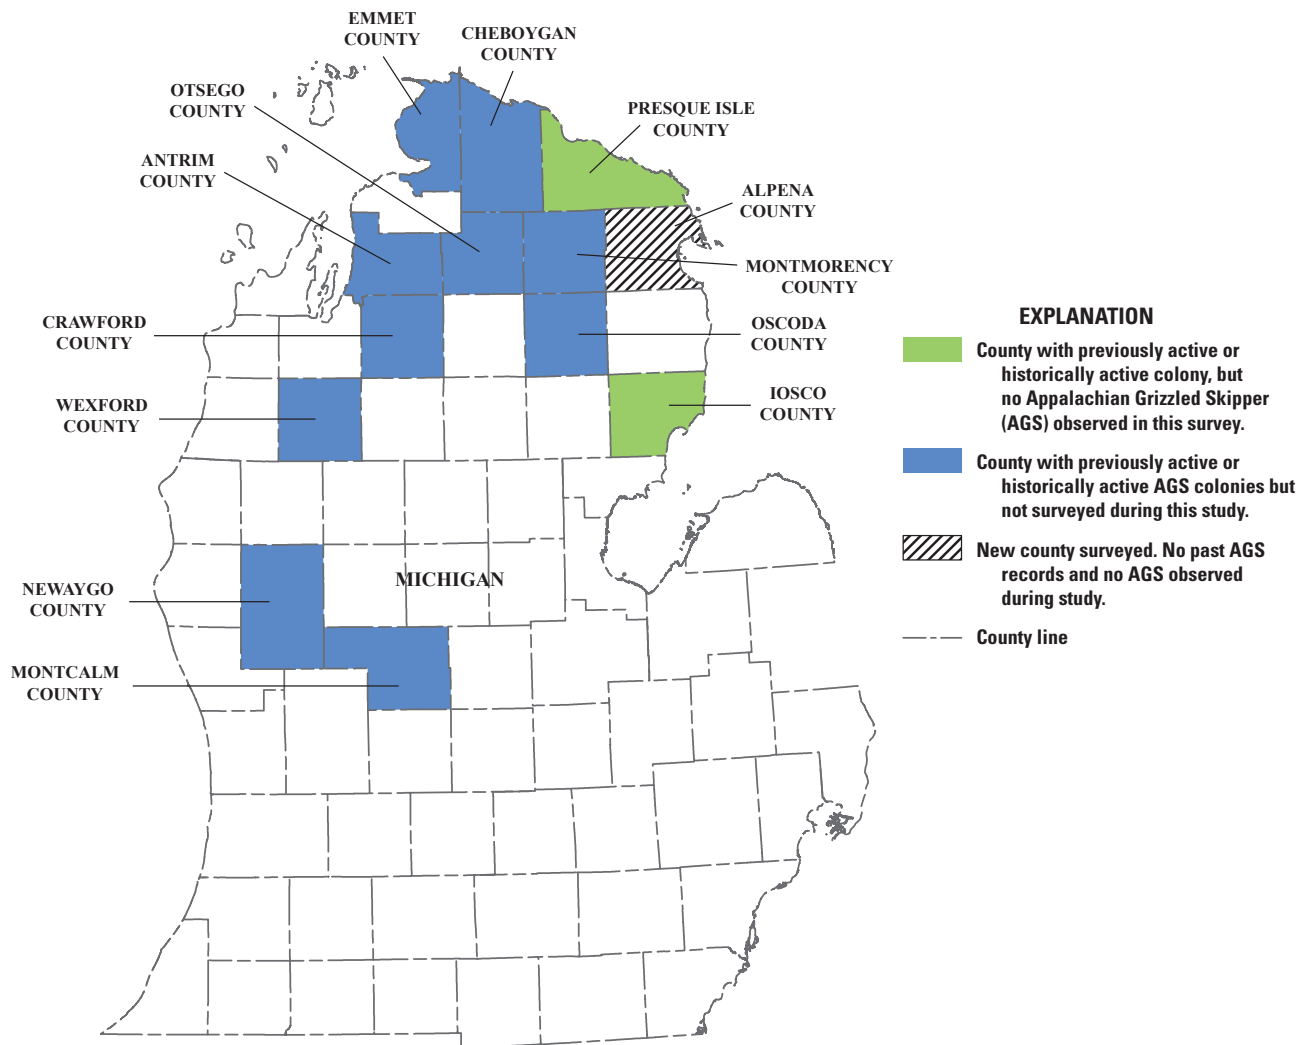 EMMET
COUNTY
CHEBOYGAN
COUNTY
OTSEGO
COUNTY
PRESQUE ISLE
COUNTY
ANTRIM
COUNTY
ALPENA
COUNTY
MONTMORENCY
COUNTY
CRAWFORD
COUNTY
OSCODA
COUNTY
WEXFORD
COUNTY
IOSCO
COUNTY
NEWAYGO
COUNTY
MICHIGAN
MONTCALM
COUNTY
EXPLANATION
County with previously active or
historically active colony, but
no Appalachian Grizzled Skipper
(AGS) observed in this survey.
County with previously active or
historically active AGS colonies but
not surveyed during this study.
New county surveyed. No past AGS
records and no AGS observed
during study.
County line